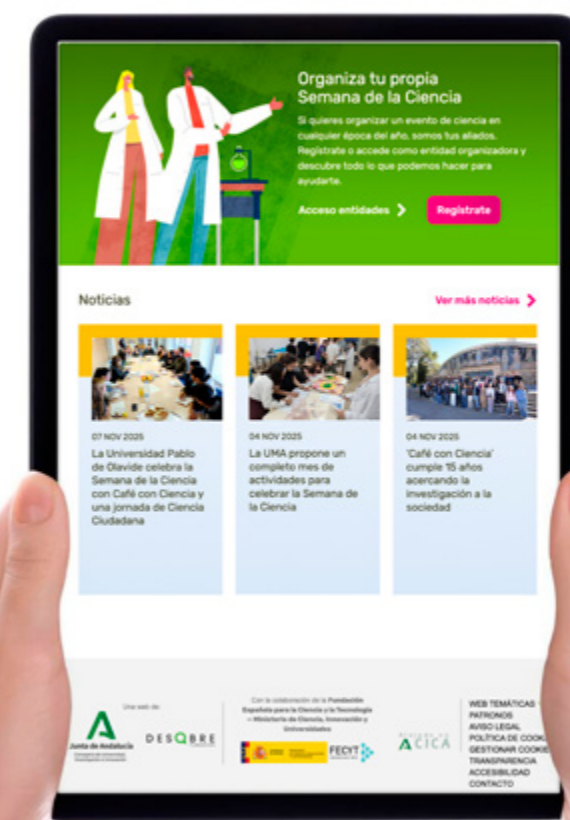 Organiza tu propia
Semana de la Ciencia
Si quieres organizar un evento de ciencia en
cualquier época del año, somos tus aliados.
Regístrate o accede como entidad organizadora y
descubre todo lo que podemos hacer para
ayudarte.
Acceso entidades
Regístrate
Noticias
Ver más noticias
07 NOV 2025
La Universidad Pablo
de Olavide celebra la
Semana de la Ciencia
con Café con Ciencia y
una jornada de Ciencia
Ciudadana
04 NOV 2025
La UMA propone un
completo mes de
actividades para
celebrar la Semana de
la Ciencia
04 NOV 2025
'Café con Ciencia'
cumple 15 años
acercando la
investigación a la
sociedad
Una web de:
Junta de Andalucía
DESQBRE
Con la colaboración de la Fundación
Española para la Ciencia y la Tecnología
– Ministerio de Ciencia, Innovación y
Universidades
FECYT
CICA
WEB TEMÁTICAS
PATRONOS
AVISO LEGAL
POLÍTICA DE COOK
GESTIONAR COOKIE
TRANSPARENCIA
ACCESIBILIDAD
CONTACTO